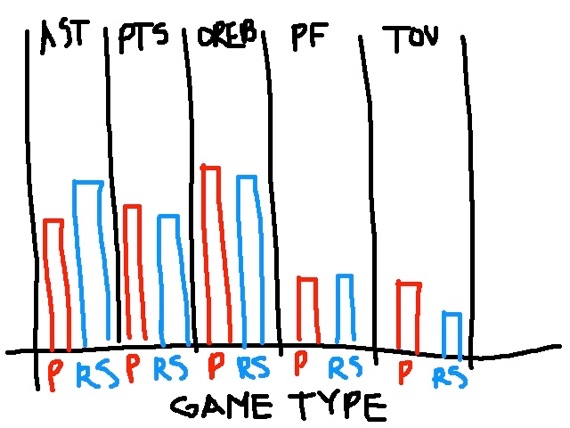 AST PTS OREB PF TOV
P RS P RS P RS P RS P RS
GAME TYPE